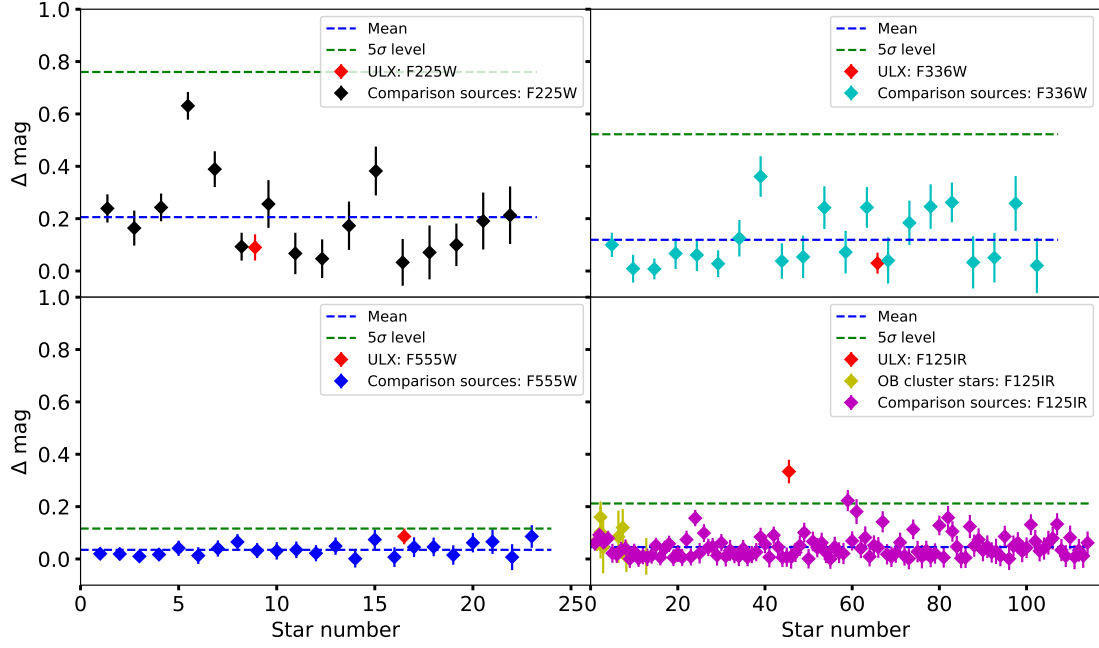 1.0
0.8
0.6
0.4
0.2
0.0
Δ mag
Mean
5σ level
ULX: F225W
Comparison sources: F225W
Mean
5σ level
ULX: F336W
Comparison sources: F336W
1.0
0.8
0.6
0.4
0.2
0.0
Δ mag
Mean
5σ level
ULX: F555W
Comparison sources: F555W
Mean
5σ level
ULX: F125IR
OB cluster stars: F125IR
Comparison sources: F125IR
0 5 10 15 20 25
Star number
0 20 40 60 80 100
Star number